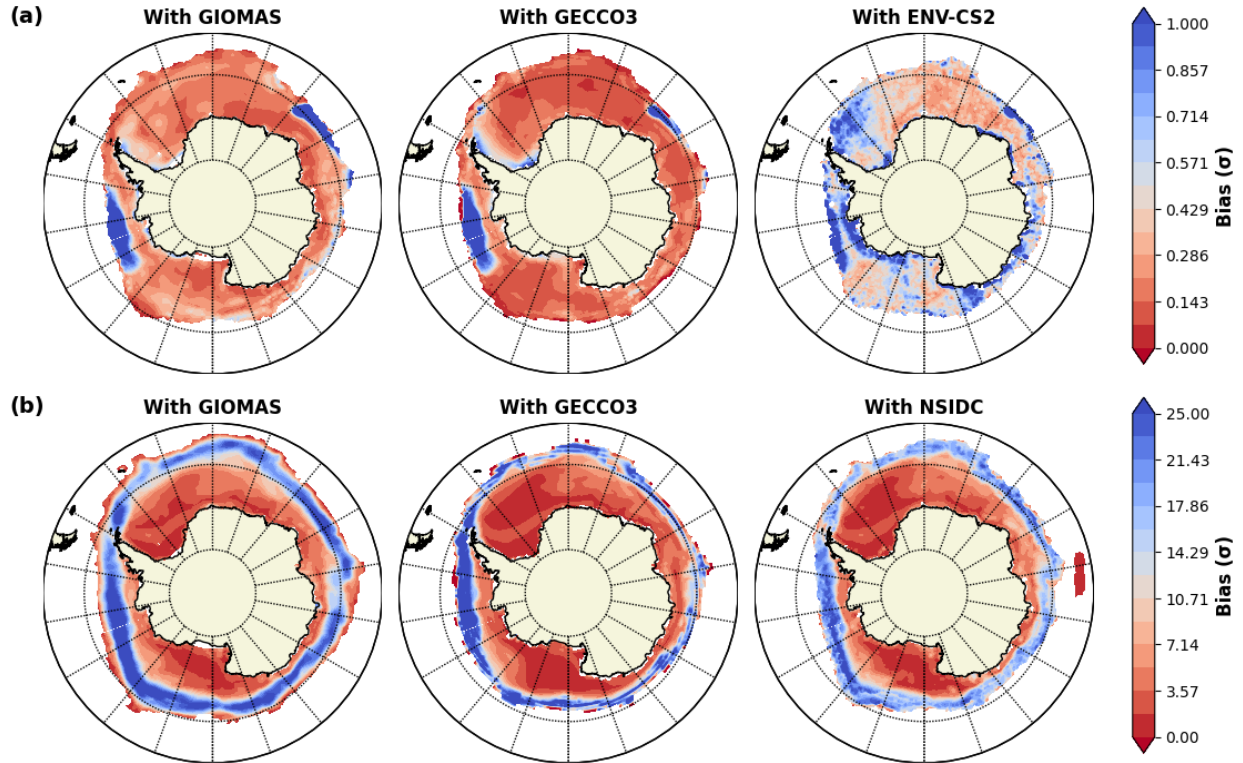 (a)
With GIOMAS
With GECCO3
With ENV-CS2
1.000
0.857
0.714
0.571
0.429
0.286
0.143
0.000
Bias (σ)
(b)
With GIOMAS
With GECCO3
With NSIDC
25.00
21.43
17.86
14.29
10.71
7.14
3.57
0.00
Bias (σ)